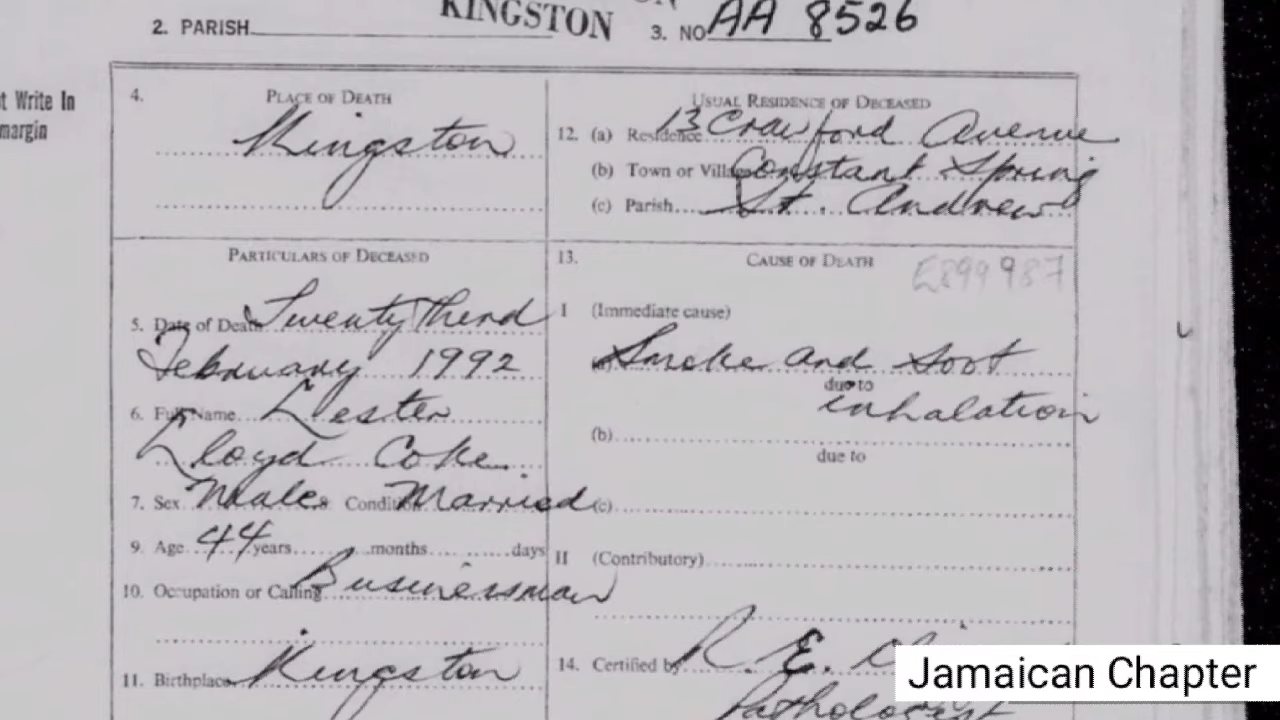 KINGSTON
2. PARISH
3. NO AA 8526
t Write In
margin
4. PLACE OF DEATH
Kingston
USUAL RESIDENCE OF DECEASED
12. (a) Residence 13 Crawford Avenue
(b) Town or Village Constant Spring
(c) Parish St. Andrew
PARTICULARS OF DECEASED
5. Date of Death Twenty Third
February 1992
6. Full Name Lester
Lloyd Coke
7. Sex Male 8. Condition Married
9. Age 44 years months days
10. Occupation or Calling Businessman
11. Birthplace Kingston
13. CAUSE OF DEATH E899 987
I (Immediate cause)
(a) Smoke and Soot
due to
inhalation
(b)
due to
(c)
II (Contributory)
14. Certified by R. E.
Pathologist
Jamaican Chapter